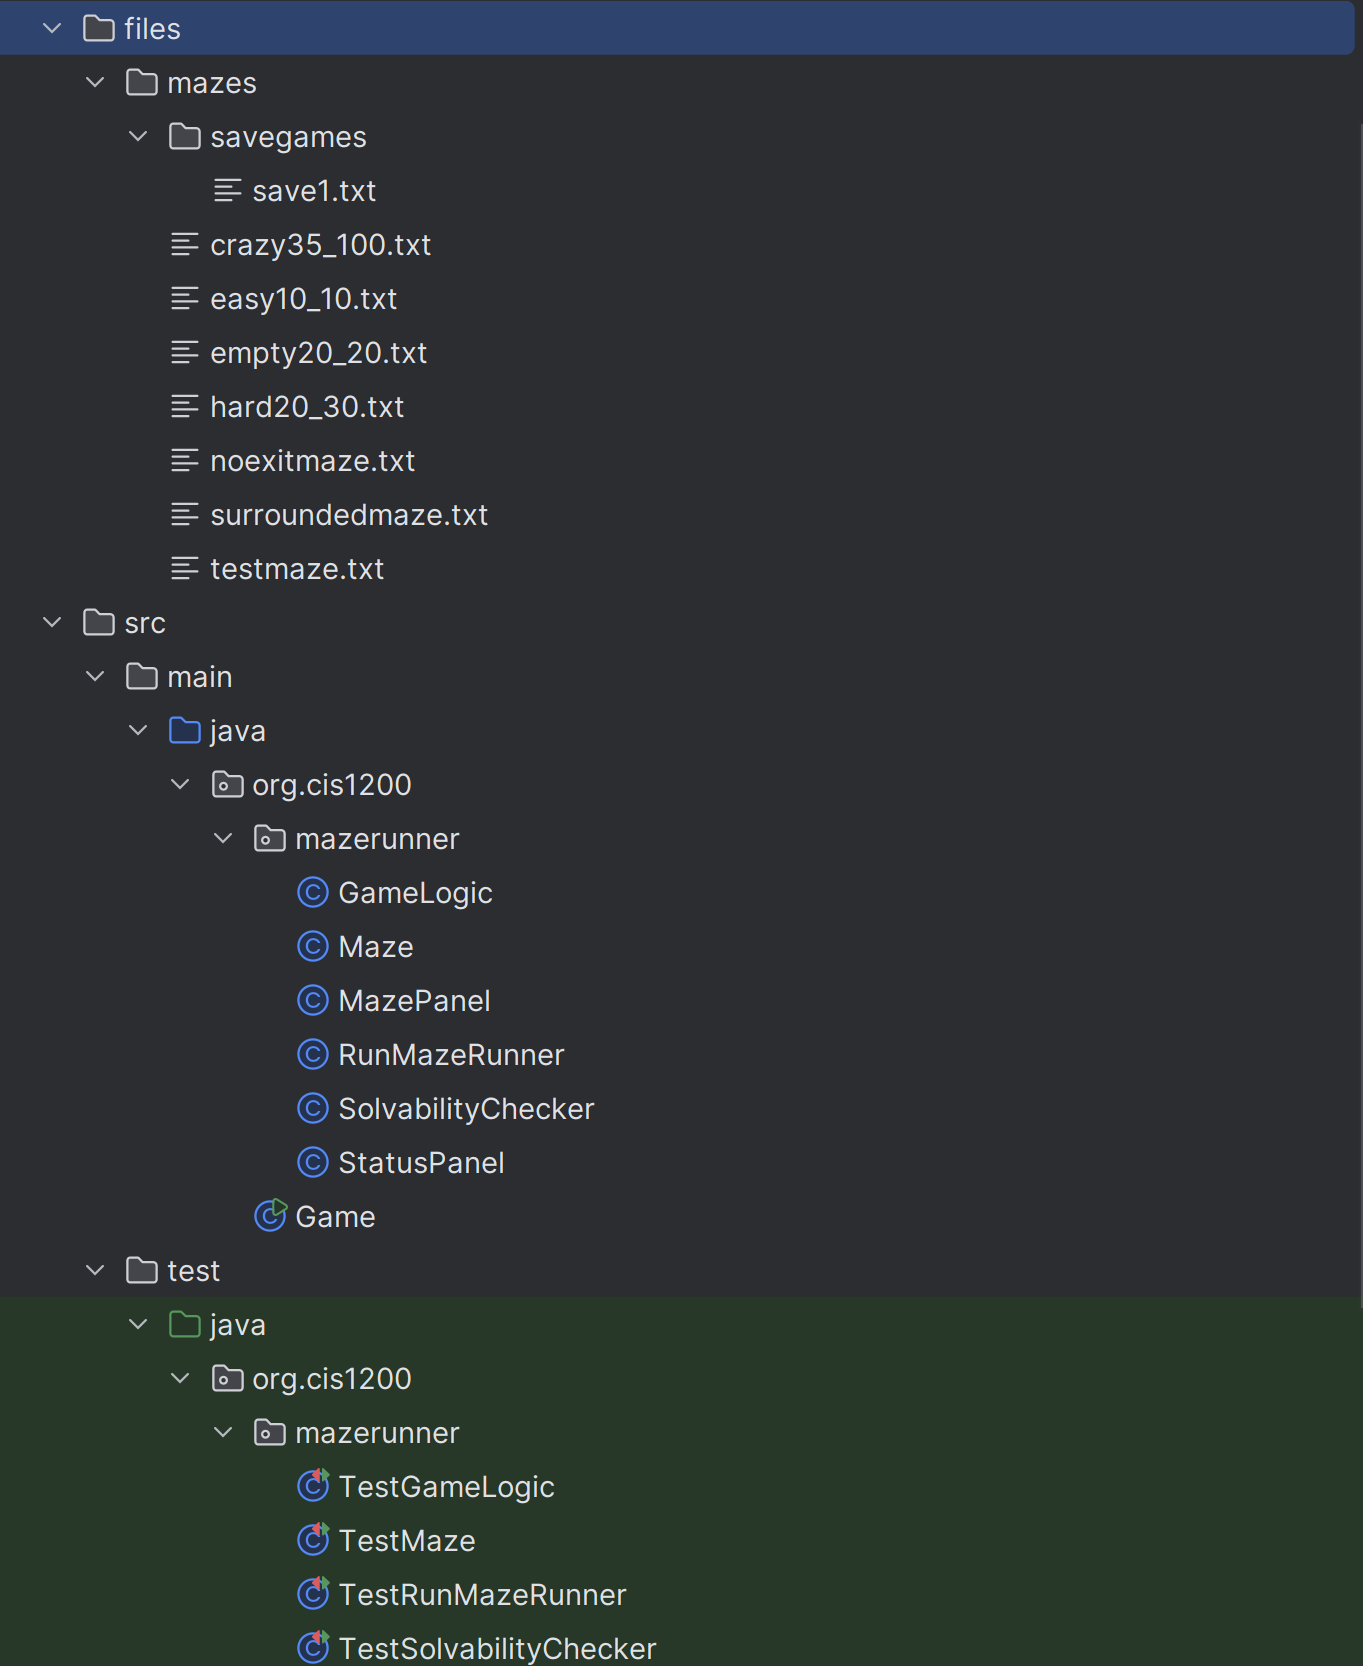 files
mazes
savegames
save1.txt
crazy35_100.txt
easy10_10.txt
empty20_20.txt
hard20_30.txt
noexitmaze.txt
surroundedmaze.txt
testmaze.txt
src
main
java
org.cis1200
mazerunner
GameLogic
Maze
MazePanel
RunMazeRunner
SolvabilityChecker
StatusPanel
Game
test
java
org.cis1200
mazerunner
TestGameLogic
TestMaze
TestRunMazeRunner
TestSolvabilityChecker